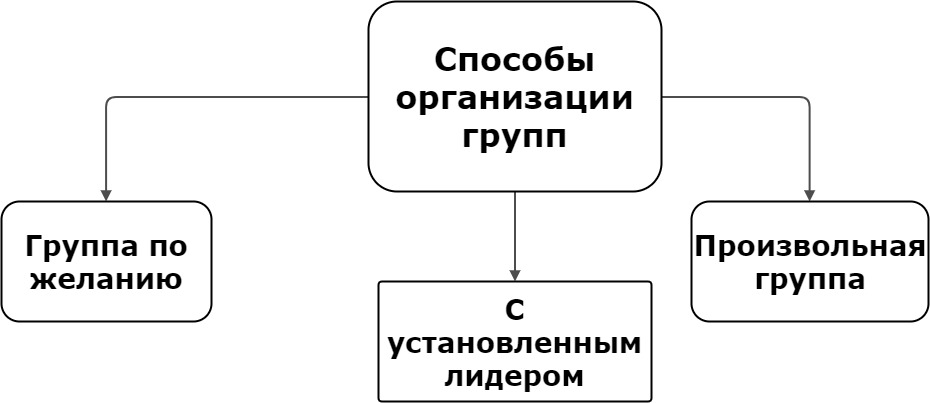 Способы
организации
групп
Группа по
желанию
С
установленным
лидером
Произвольная
группа